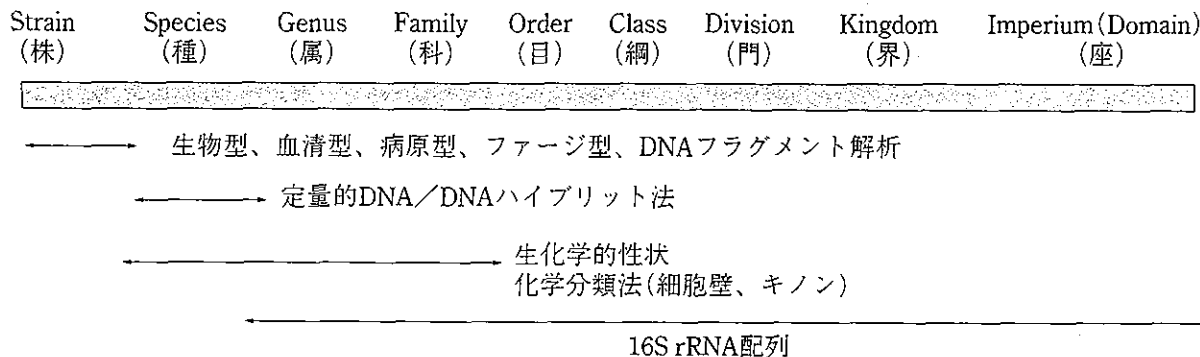 Strain Species Genus Family Order Class Division Kingdom Imperium(Domain)
(株) (種) (属) (科) (目) (綱) (門) (界) (座)
生物型、血清型、病原型、ファージ型、DNAフラグメント解析
定量的DNA／DNAハイブリット法
生化学的性状
化学分類法(細胞壁、キノン)
16S rRNA配列